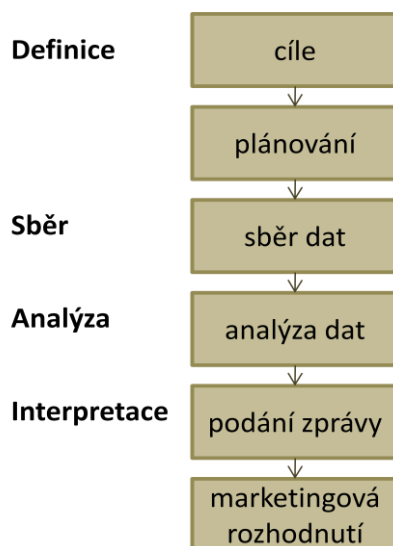 Definice
cíle
plánování
Sběr
sběr dat
Analýza
analýza dat
Interpretace
podání zprávy
marketingová
rozhodnutí